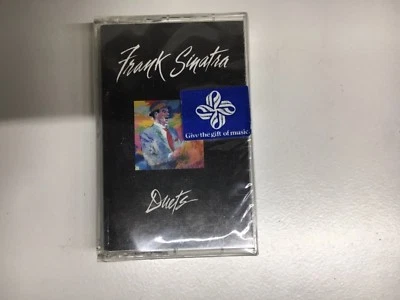 Frank Sinatra
Give the gift of music
Duets